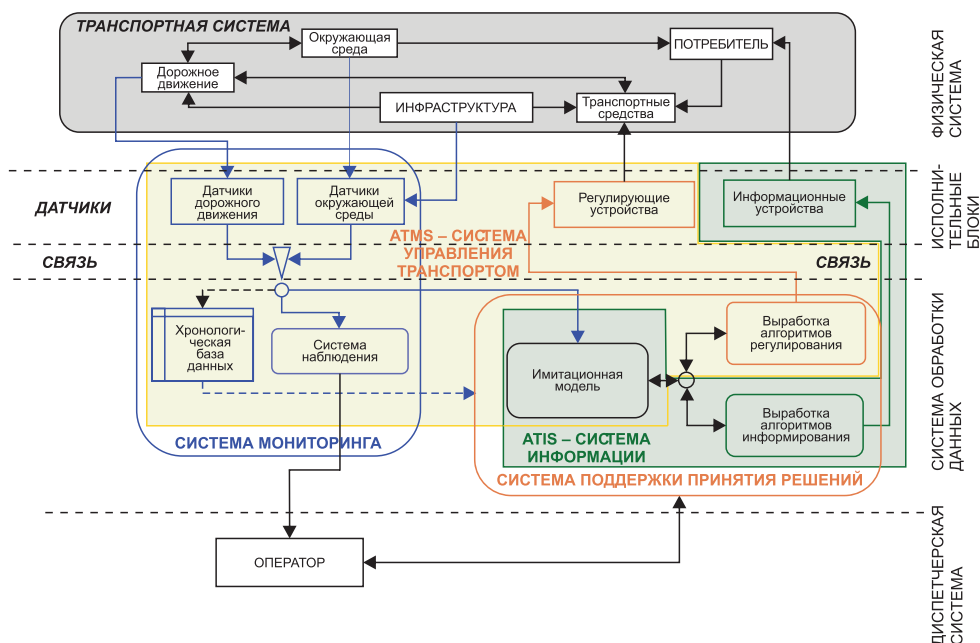 ТРАНСПОРТНАЯ СИСТЕМА
Окружающая
среда
ПОТРЕБИТЕЛЬ
Дорожное
движение
ИНФРАСТРУКТУРА
Транспортные
средства
ФИЗИЧЕСКАЯ
СИСТЕМА
ДАТЧИКИ
Датчики
дорожного
движения
Датчики
окружающей
среды
Регулирующие
устройства
Информационные
устройства
ИСПОЛНИ-
ТЕЛЬНЫЕ
БЛОКИ
ATMS – СИСТЕМА
УПРАВЛЕНИЯ
ТРАНСПОРТОМ
СВЯЗЬ
СВЯЗЬ
Хронологи-
ческая
база
данных
Система
наблюдения
Имитационная
модель
Выработка
алгоритмов
регулирования
Выработка
алгоритмов
информирования
СИСТЕМА ОБРАБОТКИ
ДАННЫХ
СИСТЕМА МОНИТОРИНГА
ATIS – СИСТЕМА
ИНФОРМАЦИИ
СИСТЕМА ПОДДЕРЖКИ ПРИНЯТИЯ РЕШЕНИЙ
ОПЕРАТОР
ДИСПЕТЧЕРСКАЯ
СИСТЕМА